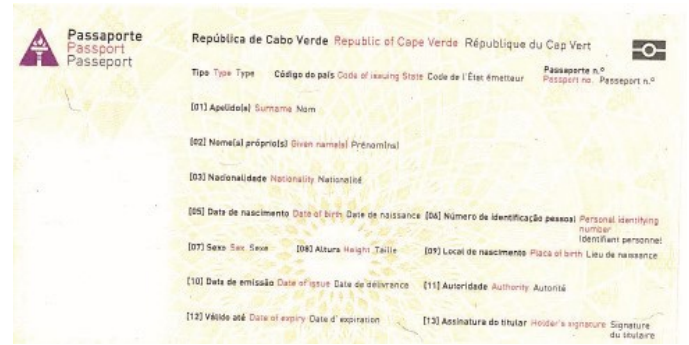 Passaporte
Passport
Passeport
República de Cabo Verde Republic of Cape Verde République du Cap Vert
Tipo Type Type Código do país Code of issuing State Code de l'État émetteur Passaporte n.º
Passport no. Passeport n.º
[01] Apelido(s) Surname Nom
[02] Nome(s) próprio(s) Given name(s) Prénom(ns)
[03] Nacionalidade Nationality Nationalité
[05] Data de nascimento Date of birth Date de naissance [06] Número de identificação pessoal Personal identifying
number
Identifiant personnel
[07] Sexo Sex Sexe [08] Altura Height Taille [09] Local de nascimento Place of birth Lieu de naissance
[10] Data de emissão Date of issue Date de délivrance [11] Autoridade Authority Autorité
[12] Válido até Date of expiry Date d'expiration [13] Assinatura do titular Holder's signature Signature
du titulaire